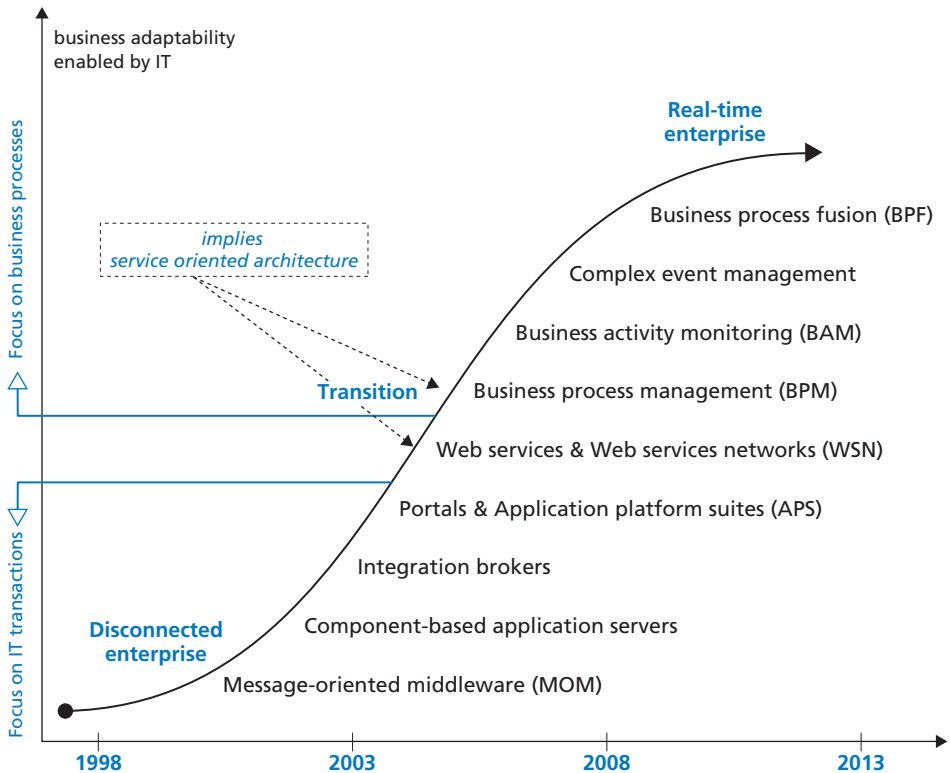 business adaptability
enabled by IT
Focus on business processes
Real-time
enterprise
Business process fusion (BPF)
implies
service oriented architecture
Complex event management
Business activity monitoring (BAM)
Transition
Business process management (BPM)
Web services & Web services networks (WSN)
Portals & Application platform suites (APS)
Focus on IT transactions
Integration brokers
Disconnected
enterprise
Component-based application servers
Message-oriented middleware (MOM)
1998
2003
2008
2013